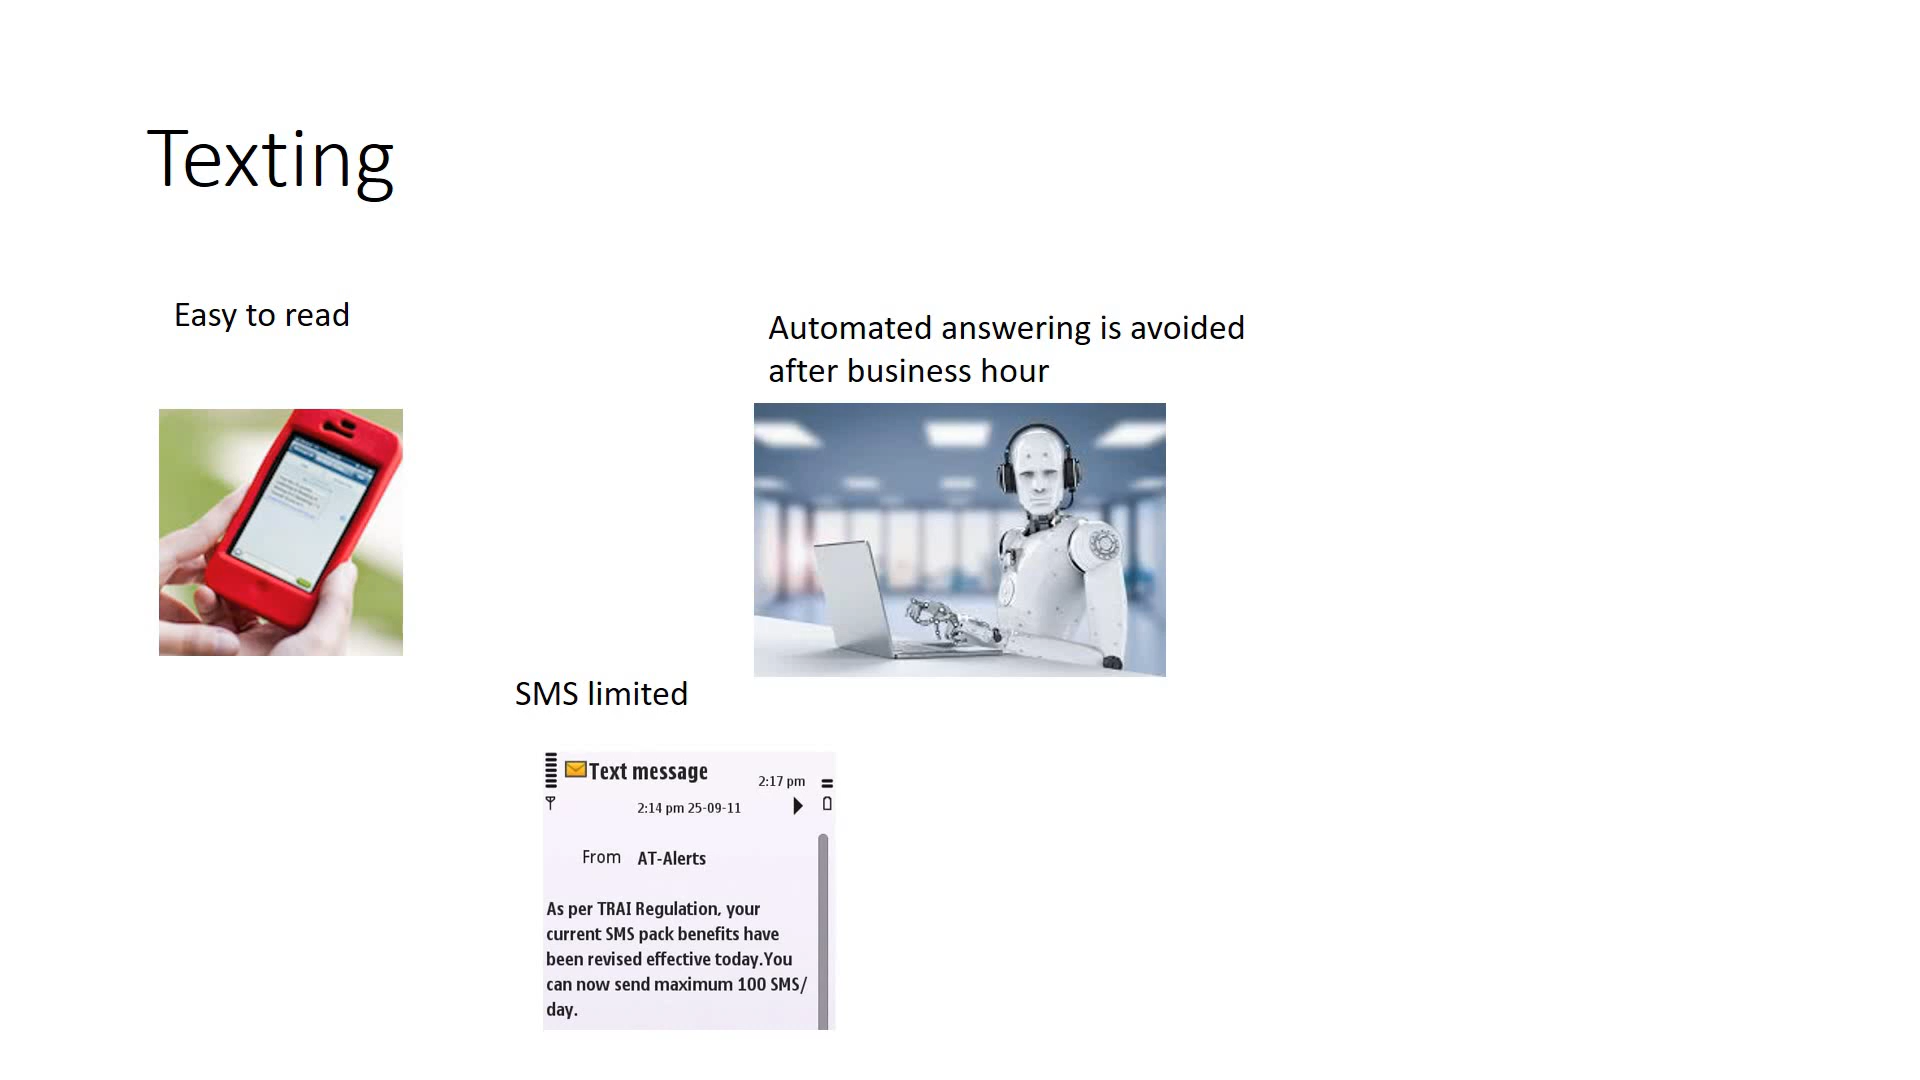 Texting
Easy to read
Automated answering is avoided
after business hour
SMS limited
Text message
2:17 pm
2:14 pm 25-09-11
From AT-Alerts
As per TRAI Regulation, your
current SMS pack benefits have
been revised effective today.You
can now send maximum 100 SMS/
day.